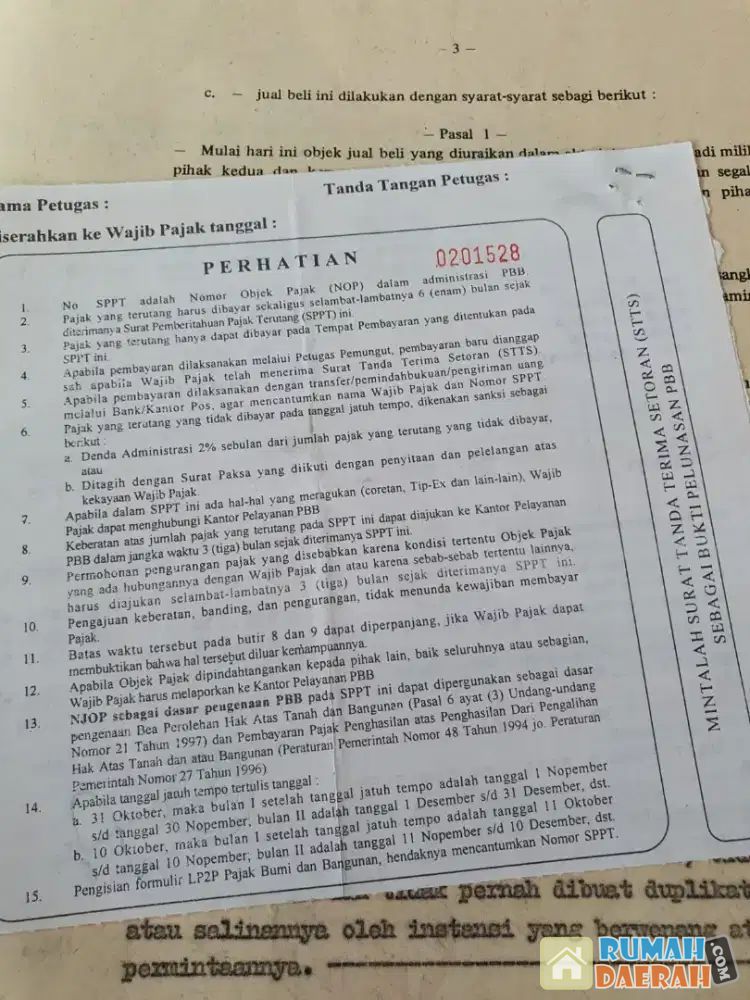 – 3 –
c. – jual beli ini dilakukan dengan syarat-syarat sebagi berikut :
– Pasal 1 –
– Mulai hari ini objek jual beli yang diuraikan dalam adi milik
pihak kedua dan segal
pihak
Nama Petugas :
Tanda Tangan Petugas :
iserahkan ke Wajib Pajak tanggal :
PERHATIAN 0201528
1. No SPPT adalah Nomor Objek Pajak (NOP) dalam administrasi PBB.
2. Pajak yang terutang harus dibayar sekaligus selambat-lambatnya 6 (enam) bulan sejak
diterimanya Surat Pemberitahuan Pajak Terutang (SPPT) ini.
3. Pajak yang terutang hanya dapat dibayar pada Tempat Pembayaran yang ditentukan pada
SPPT ini.
4. Apabila pembayaran dilaksanakan melalui Petugas Pemungut, pembayaran baru dianggap
sah apabila Wajib Pajak telah menerima Surat Tanda Terima Setoran (STTS).
5. Apabila pembayaran dilaksanakan dengan transfer/pemindahbukuan/pengiriman uang
melalui Bank/Kantor Pos, agar mencantumkan nama Wajib Pajak dan Nomor SPPT
6. Pajak yang terutang yang tidak dibayar pada tanggal jatuh tempo, dikenakan sanksi sebagai
berikut :
a. Denda Administrasi 2% sebulan dari jumlah pajak yang terutang yang tidak dibayar,
atau
b. Ditagih dengan Surat Paksa yang diikuti dengan penyitaan dan pelelangan atas
kekayaan Wajib Pajak.
7. Apabila dalam SPPT ini ada hal-hal yang meragukan (coretan, Tip-Ex dan lain-lain), Wajib
Pajak dapat menghubungi Kantor Pelayanan PBB
8. Keberatan atas jumlah pajak yang terutang pada SPPT ini dapat diajukan ke Kantor Pelayanan
PBB dalam jangka waktu 3 (tiga) bulan sejak diterimanya SPPT ini.
9. Permohonan pengurangan pajak yang disebabkan karena kondisi tertentu Objek Pajak
yang ada hubungannya dengan Wajib Pajak dan atau karena sebab-sebab tertentu lainnya,
harus diajukan selambat-lambatnya 3 (tiga) bulan sejak diterimanya SPPT ini.
10. Pengajuan keberatan, banding, dan pengurangan, tidak menunda kewajiban membayar
Pajak.
11. Batas waktu tersebut pada butir 8 dan 9 dapat diperpanjang, jika Wajib Pajak dapat
membuktikan bahwa hal tersebut diluar kemampuannya.
12. Apabila Objek Pajak dipindahtangankan kepada pihak lain, baik seluruhnya atau sebagian,
Wajib Pajak harus melaporkan ke Kantor Pelayanan PBB
13. NJOP sebagai dasar pengenaan PBB pada SPPT ini dapat dipergunakan sebagai dasar
pengenaan Bea Perolehan Hak Atas Tanah dan Bangunan (Pasal 6 ayat (3) Undang-undang
Nomor 21 Tahun 1997) dan Pembayaran Pajak Penghasilan atas Penghasilan Dari Pengalihan
Hak Atas Tanah dan atau Bangunan (Peraturan Pemerintah Nomor 48 Tahun 1994 jo. Peraturan
Pemerintah Nomor 27 Tahun 1996)
14. Apabila tanggal jatuh tempo tertulis tanggal :
a. 31 Oktober, maka bulan I setelah tanggal jatuh tempo adalah tanggal 1 Nopember
s/d tanggal 30 Nopember, bulan II adalah tanggal 1 Desember s/d 31 Desember, dst.
b. 10 Oktober, maka bulan I setelah tanggal jatuh tempo adalah tanggal 11 Oktober
s/d tanggal 10 Nopember, bulan II adalah tanggal 11 Nopember s/d 10 Desember, dst.
15. Pengisian formulir LP2P Pajak Bumi dan Bangunan, hendaknya mencantumkan Nomor SPPT.
MINTALAH SURAT TANDA TERIMA SETORAN (STTS)
SEBAGAI BUKTI PELUNASAN PBB
tidak pernah dibuat duplikat
atau salinannya oleh instansi yang berwenang at
permintaannya.
RUMAH
DAERAH.COM